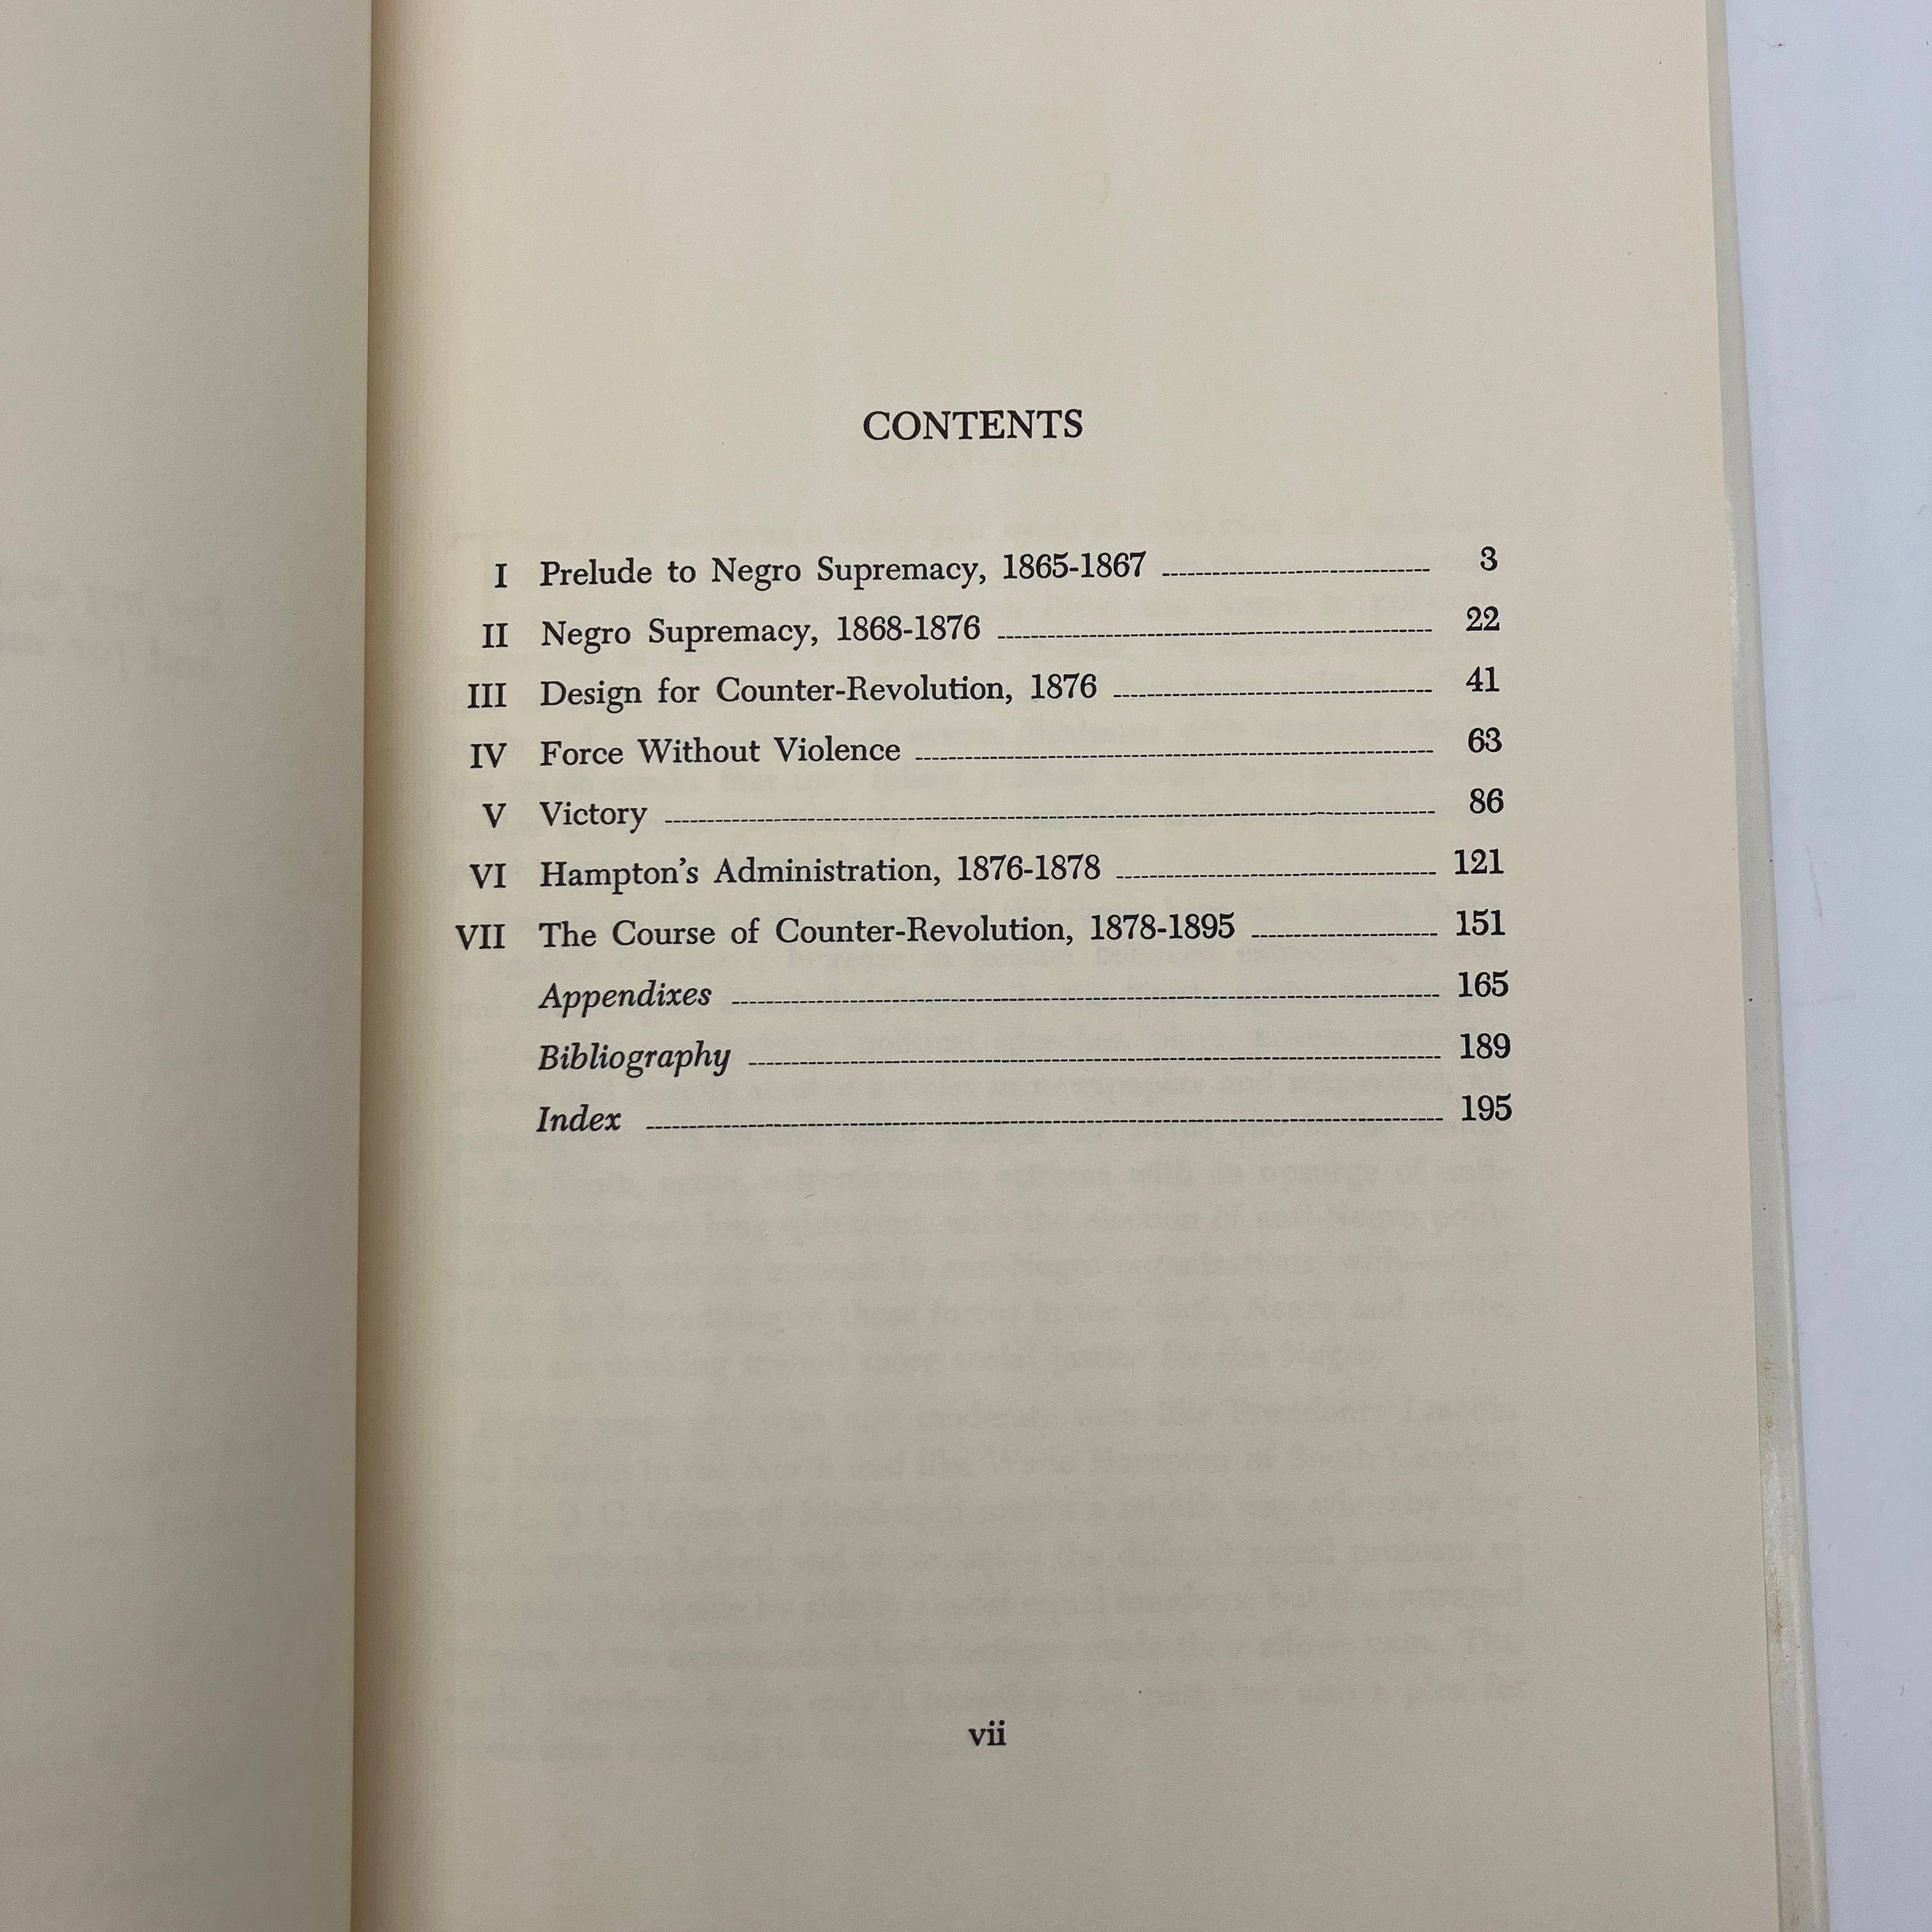 CONTENTS
I Prelude to Negro Supremacy, 1865-1867 3
II Negro Supremacy, 1868-1876 22
III Design for Counter-Revolution, 1876 41
IV Force Without Violence 63
V Victory 86
VI Hampton's Administration, 1876-1878 121
VII The Course of Counter-Revolution, 1878-1895 151
Appendixes 165
Bibliography 189
Index 195
vii